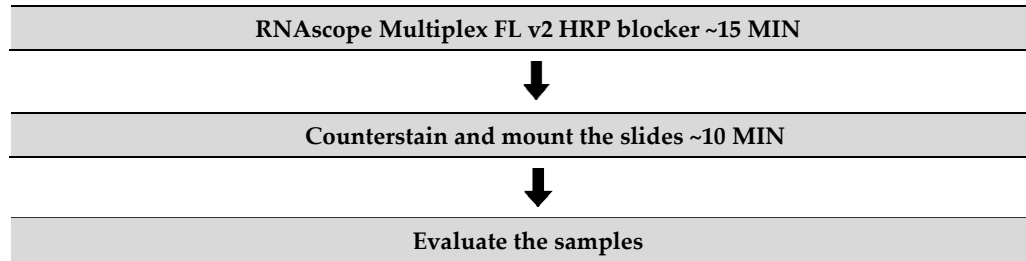 RNAscope Multiplex FL v2 HRP blocker ~15 MIN
Counterstain and mount the slides ~10 MIN
Evaluate the samples